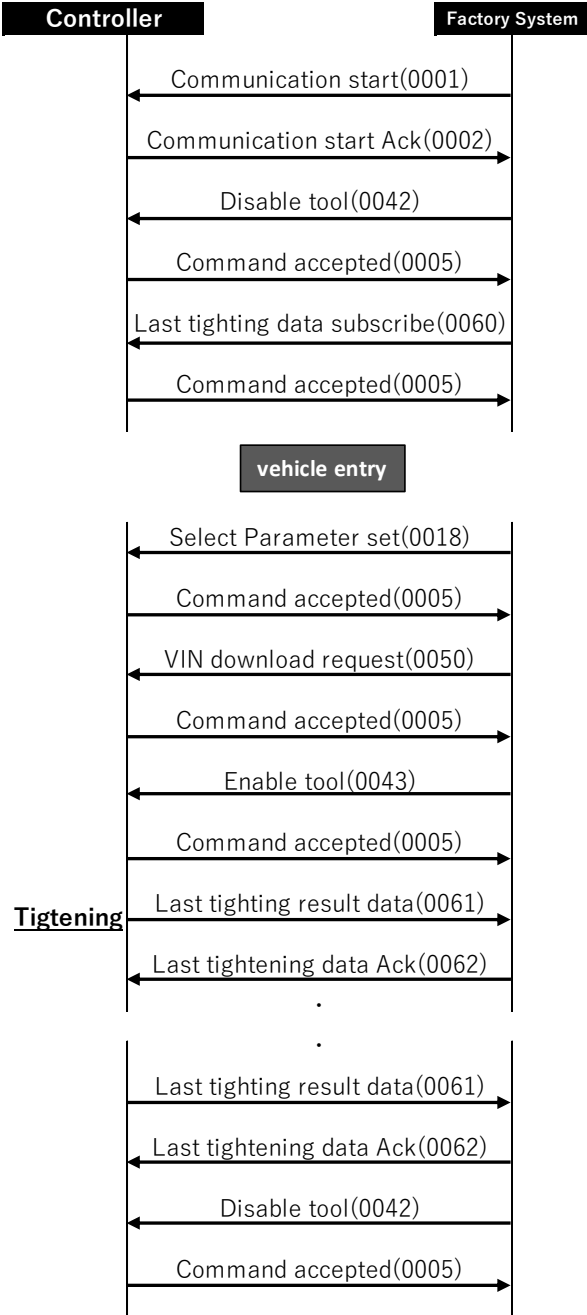 Controller
Factory System
Communication start(0001)
Communication start Ack(0002)
Disable tool(0042)
Command accepted(0005)
Last tighting data subscribe(0060)
Command accepted(0005)
vehicle entry
Select Parameter set(0018)
Command accepted(0005)
VIN download request(0050)
Command accepted(0005)
Enable tool(0043)
Command accepted(0005)
Tigtening
Last tighting result data(0061)
Last tightening data Ack(0062)
.
.
Last tighting result data(0061)
Last tightening data Ack(0062)
Disable tool(0042)
Command accepted(0005)